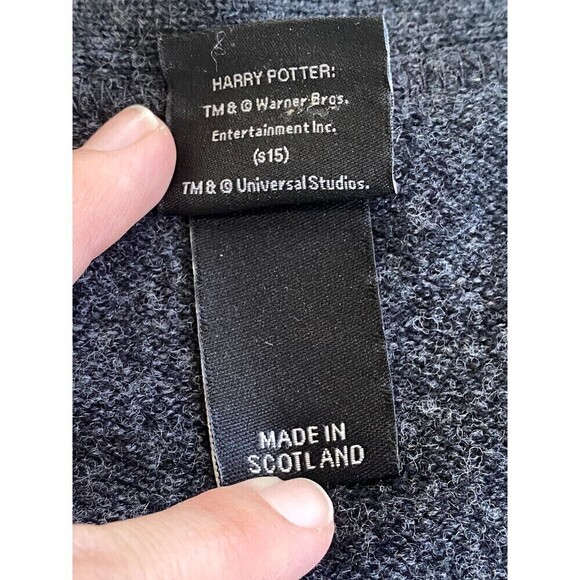 HARRY POTTER:
TM & © Warner Bros.
Entertainment Inc.
(s15)
TM & © Universal Studios.
MADE IN
SCOTLAND